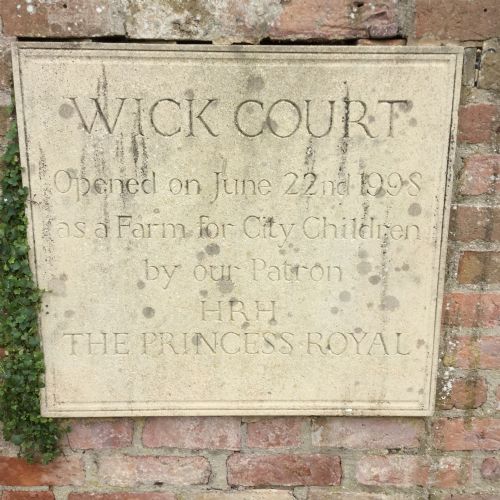 WICK COURT
Opened on June 22nd 1998
as a Farm for City Children
by our Patron
HRH
THE PRINCESS ROYAL